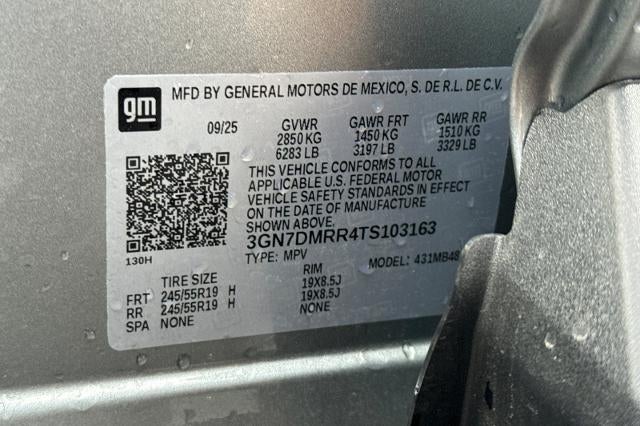 gm
MFD BY GENERAL MOTORS DE MEXICO, S. DE R.L. DE C.V.
09/25 GVWR GAWR FRT GAWR RR
2850 KG 1450 KG 1510 KG
6283 LB 3197 LB 3329 LB
THIS VEHICLE CONFORMS TO ALL
APPLICABLE U.S. FEDERAL MOTOR
VEHICLE SAFETY STANDARDS IN EFFECT
ON THE DATE OF MANUFACTURE
SHOWN ABOVE.
3GN7DMRR4TS103163
130H TYPE: MPV MODEL: 431MB48
TIRE SIZE RIM
FRT 245/55R19 H 19X8.5J
RR 245/55R19 H 19X8.5J
SPA NONE NONE